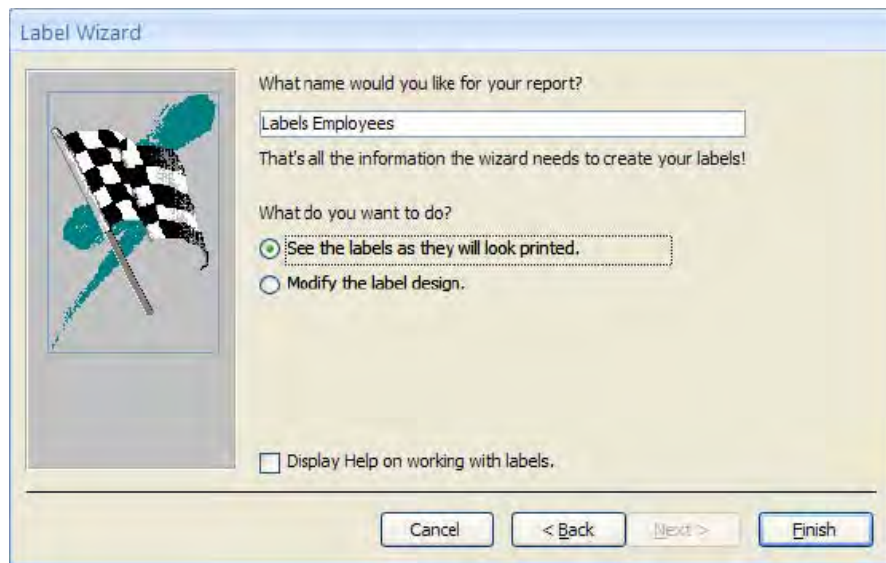 Label Wizard
What name would you like for your report?
Labels Employees
That's all the information the wizard needs to create your labels!
What do you want to do?
See the labels as they will look printed.
Modify the label design.
Display Help on working with labels.
Cancel
< Back
Next >
Finish